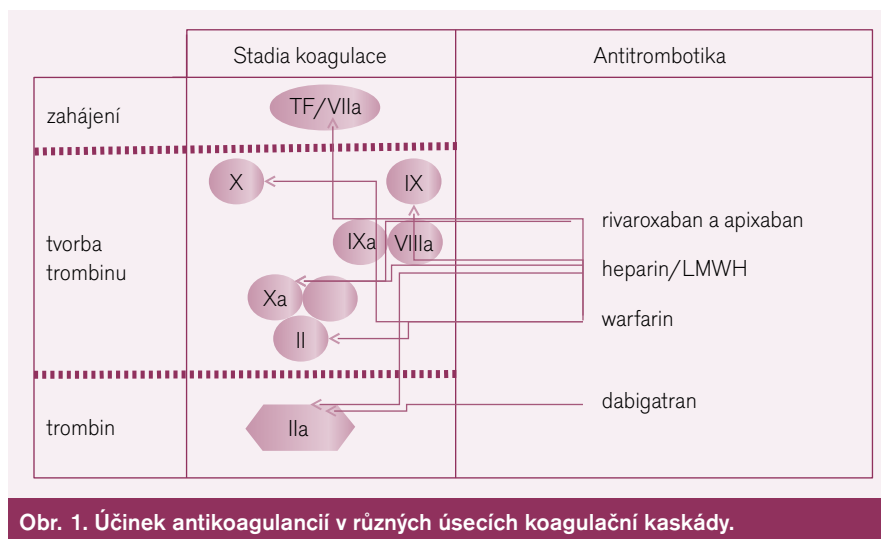 Stadia koagulace
Antitrombotika
zahájení
TF/VIIa
X
IX
tvorba
trombinu
IXa
VIIIa
Xa
II
rivaroxaban a apixaban
heparin/LMWH
warfarin
trombin
IIa
dabigatran
Obr. 1. Účinek antikoagulancií v různých úsecích koagulační kaskády.